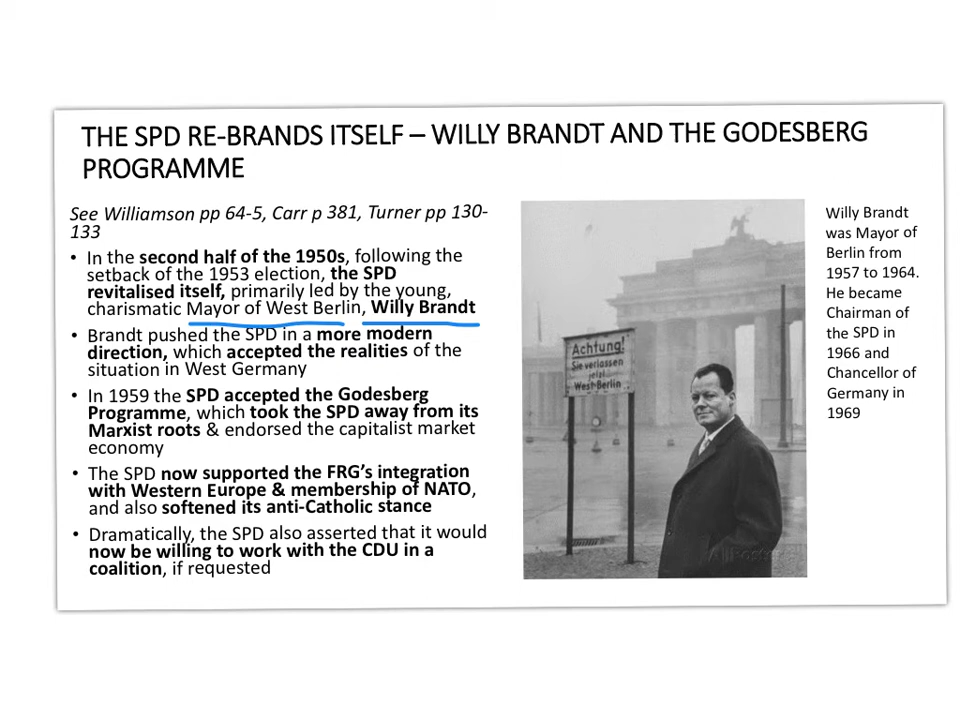 THE SPD RE-BRANDS ITSELF – WILLY BRANDT AND THE GODESBERG
PROGRAMME
See Williamson pp 64-5, Carr p 381, Turner pp 130-
133
• In the second half of the 1950s, following the
setback of the 1953 election, the SPD
revitalised itself, primarily led by the young,
charismatic Mayor of West Berlin, Willy Brandt
• Brandt pushed the SPD in a more modern
direction, which accepted the realities of the
situation in West Germany
• In 1959 the SPD accepted the Godesberg
Programme, which took the SPD away from its
Marxist roots & endorsed the capitalist market
economy
• The SPD now supported the FRG's integration
with Western Europe & membership of NATO,
and also softened its anti-Catholic stance
• Dramatically, the SPD also asserted that it would
now be willing to work with the CDU in a
coalition, if requested
Achtung!
Sie verlassen
jetzt
West-Berlin
Willy Brandt
was Mayor of
Berlin from
1957 to 1964.
He became
Chairman of
the SPD in
1966 and
Chancellor of
Germany in
1969